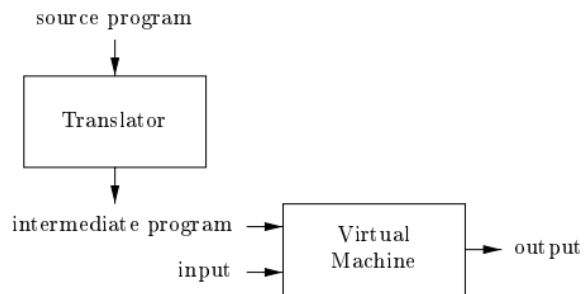 source program
Translator
intermediate program
input
Virtual
Machine
output